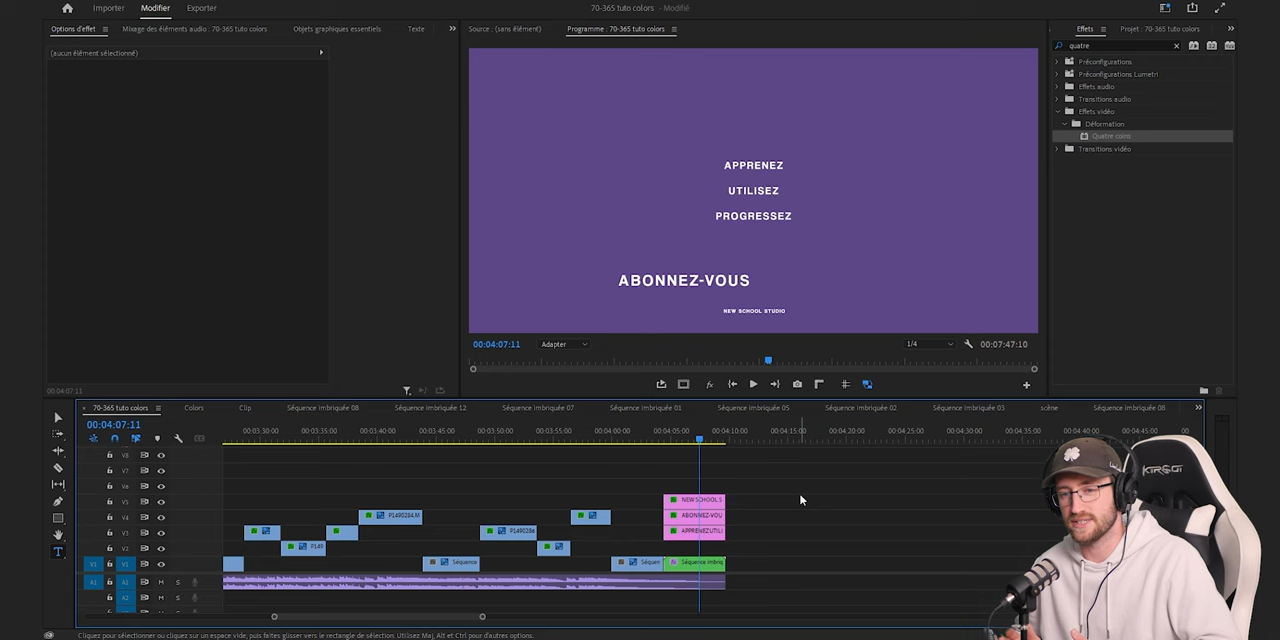 Importer Modifier Exporter
70-365 tuto colors - Modifié
Options d'effet Mixage des éléments audio : 70-365 tuto colors Objets graphiques essentiels Texte
Source : (sans élément) Programme : 70-365 tuto colors
Effets Projet : 70-365 tuto colors
(aucun élément sélectionné)
quatre
Préconfigurations
Préconfigurations Lumetri
Effets audio
Transitions audio
Effets vidéo
Déformation
Quatre coins
Transitions vidéo
APPRENEZ
UTILISEZ
PROGRESSEZ
ABONNEZ-VOUS
NEW SCHOOL STUDIO
00:04:07:11 Adapter 1/4 00:07:47:10
00:04:07:11
70-365 tuto colors Colors Clip Séquence imbriquée 08 Séquence imbriquée 12 Séquence imbriquée 07 Séquence imbriquée 01 Séquence imbriquée 05 Séquence imbriquée 02 Séquence imbriquée 03 scène Séquence imbriquée 08
00:04:07:11
00:03:30:00 00:03:35:00 00:03:40:00 00:03:45:00 00:03:50:00 00:03:55:00 00:04:00:00 00:04:05:00 00:04:10:00 00:04:15:00 00:04:20:00 00:04:25:00 00:04:30:00 00:04:35:00 00:04:40:00 00:04:45:00 00
V8
V7
V6
V5 NEW SCHOOL S
V4 P1490284.M ABONNEZ-VOU
V3 P149028 APPRENEZUTILI
V2 P149
V1 V1 Séquence Séquen Séquence imbriq
A1 A1 M S
A2 M S
T
KIROGI
Cliquez pour sélectionner ou cliquez sur un espace vide, puis faites glisser vers le rectangle de sélection. Utilisez Maj, Alt et Ctrl pour d'autres options.